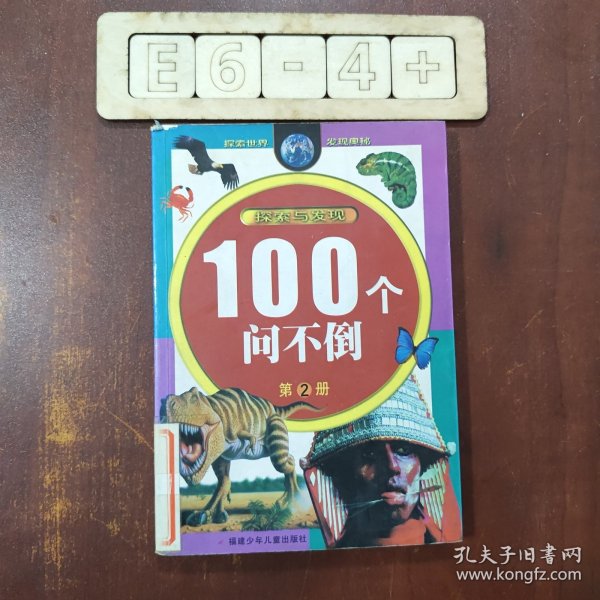 E6-4+
探索世界 发现奥秘
探索与发现
100个
问不倒
第2册
福建少年儿童出版社
孔夫子旧书网
www.kongfz.com